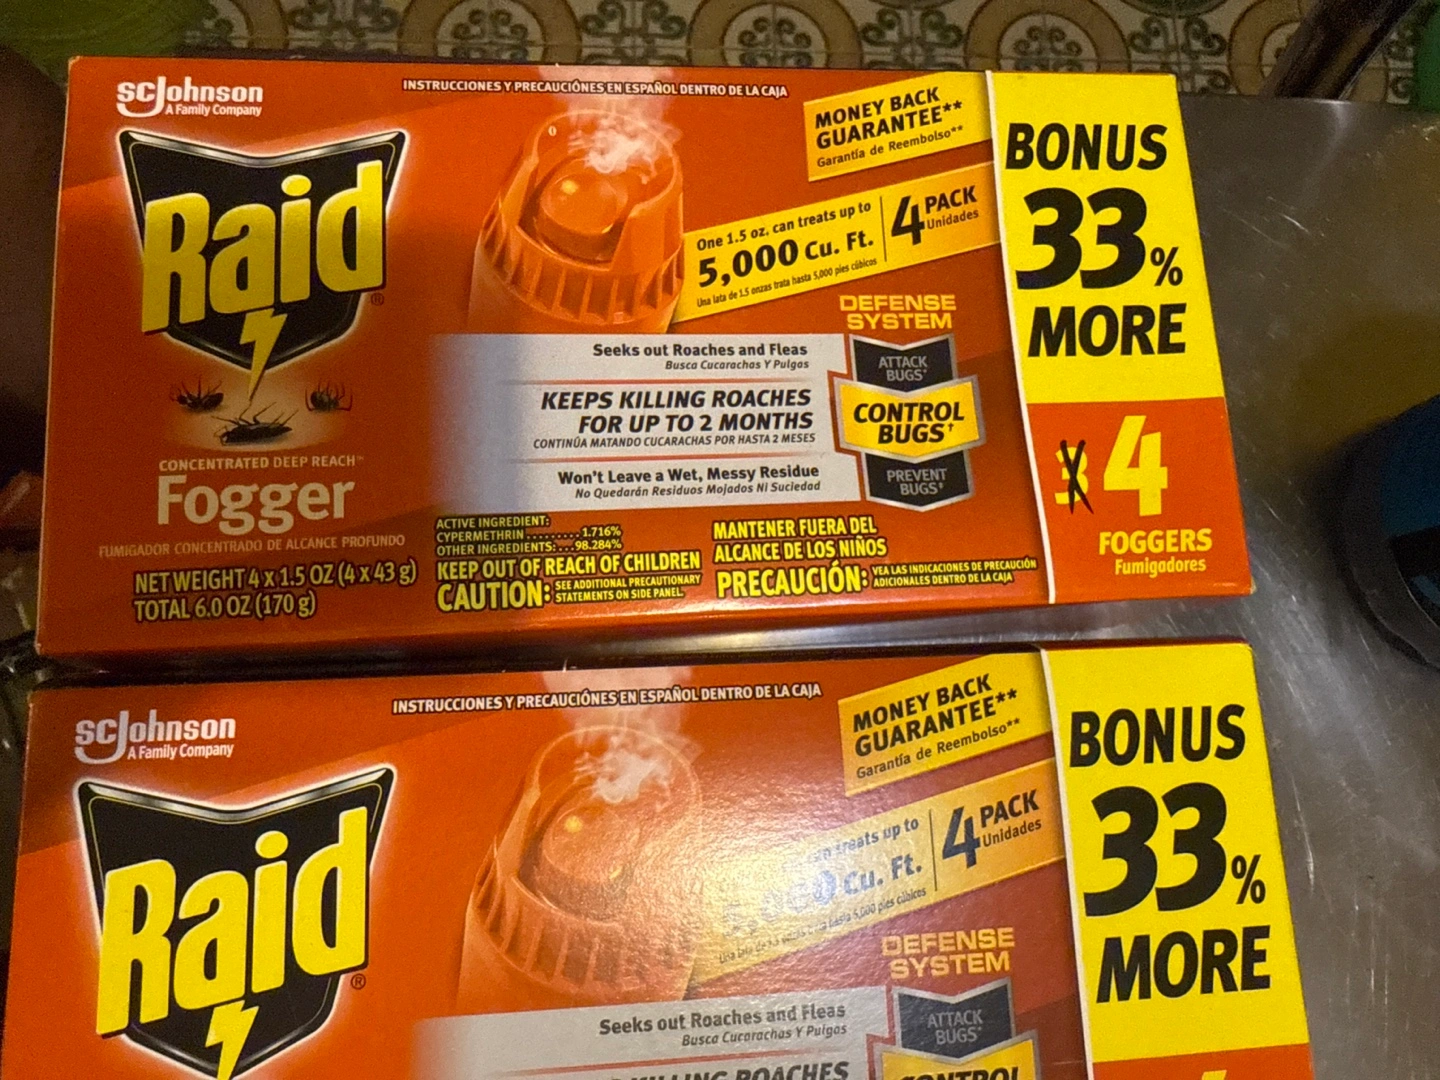 scJohnson
A Family Company
INSTRUCCIONES Y PRECAUCIÓNES EN ESPAÑOL DENTRO DE LA CAJA
MONEY BACK
GUARANTEE**
Garantía de Reembolso**
Raid®
One 1.5 oz. can treats up to
5,000 Cu. Ft.
Una lata de 1.5 onzas trata hasta 5,000 pies cúbicos
4 PACK
Unidades
BONUS
33%
MORE
DEFENSE
SYSTEM
ATTACK
BUGS*
CONTROL
BUGS†
PREVENT
BUGS‡
Seeks out Roaches and Fleas
Busca Cucarachas Y Pulgas
KEEPS KILLING ROACHES
FOR UP TO 2 MONTHS
CONTINÚA MATANDO CUCARACHAS POR HASTA 2 MESES
Won't Leave a Wet, Messy Residue
No Quedarán Residuos Mojados Ni Suciedad
CONCENTRATED DEEP REACH™
Fogger
FUMIGADOR CONCENTRADO DE ALCANCE PROFUNDO
NET WEIGHT 4 x 1.5 OZ (4 x 43 g)
TOTAL 6.0 OZ (170 g)
ACTIVE INGREDIENT:
CYPERMETHRIN.........1.716%
OTHER INGREDIENTS:...98.284%
KEEP OUT OF REACH OF CHILDREN
CAUTION: SEE ADDITIONAL PRECAUTIONARY
STATEMENTS ON SIDE PANEL.
MANTENER FUERA DEL
ALCANCE DE LOS NIÑOS
PRECAUCIÓN: VEA LAS INDICACIONES DE PRECAUCIÓN
ADICIONALES DENTRO DE LA CAJA
3 4
FOGGERS
Fumigadores
scJohnson
A Family Company
INSTRUCCIONES Y PRECAUCIÓNES EN ESPAÑOL DENTRO DE LA CAJA
MONEY BACK
GUARANTEE**
Garantía de Reembolso**
Raid®
treats up to
Cu. Ft.
5,000 pies cúbicos
4 PACK
Unidades
BONUS
33%
MORE
DEFENSE
SYSTEM
ATTACK
BUGS*
CONTROL
Seeks out Roaches and Fleas
Busca Cucarachas Y Pulgas
KILLING ROACHES